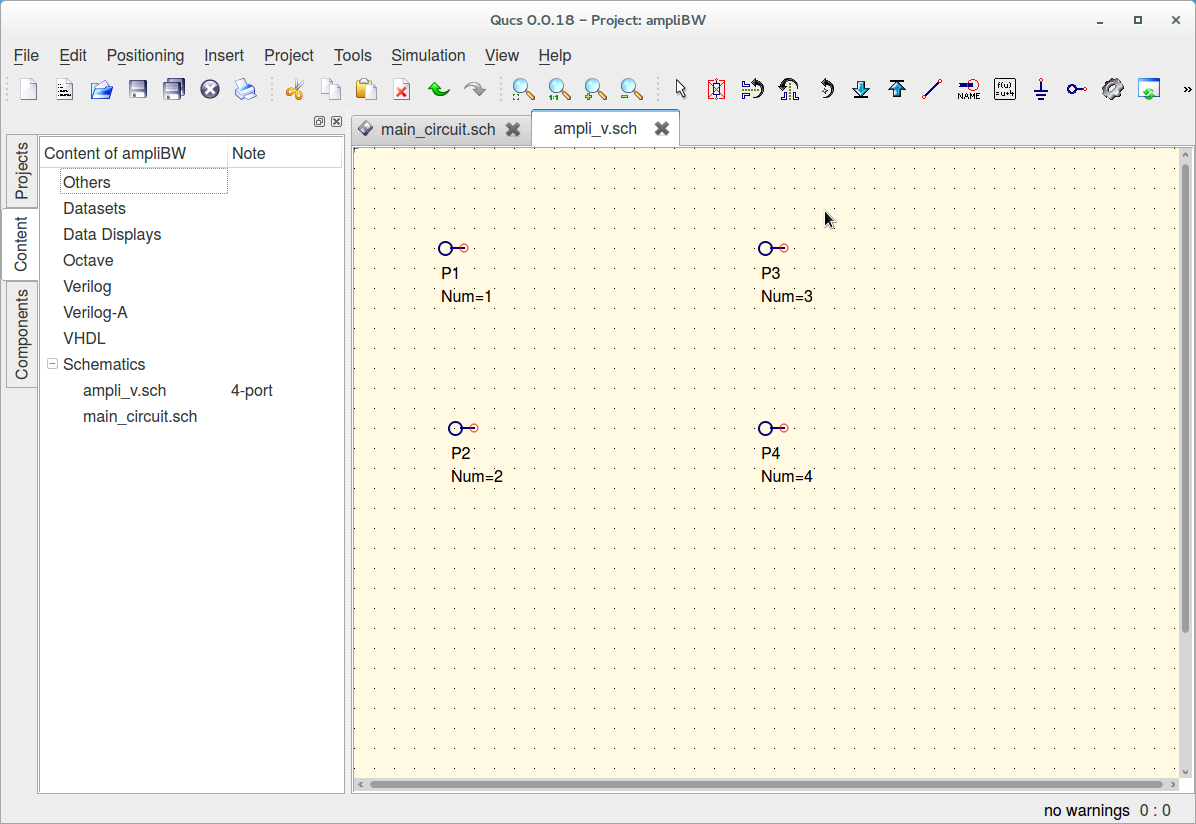 Qucs 0.0.18 - Project: ampliBW
File Edit Positioning Insert Project Tools Simulation View Help
1:1
NAME
f(u)
=u+4
»
main_circuit.sch
ampli_v.sch
Projects
Content
Components
Content of ampliBW Note
Others
Datasets
Data Displays
Octave
Verilog
Verilog-A
VHDL
Schematics
ampli_v.sch 4-port
main_circuit.sch
P1
Num=1
P3
Num=3
P2
Num=2
P4
Num=4
no warnings 0 : 0